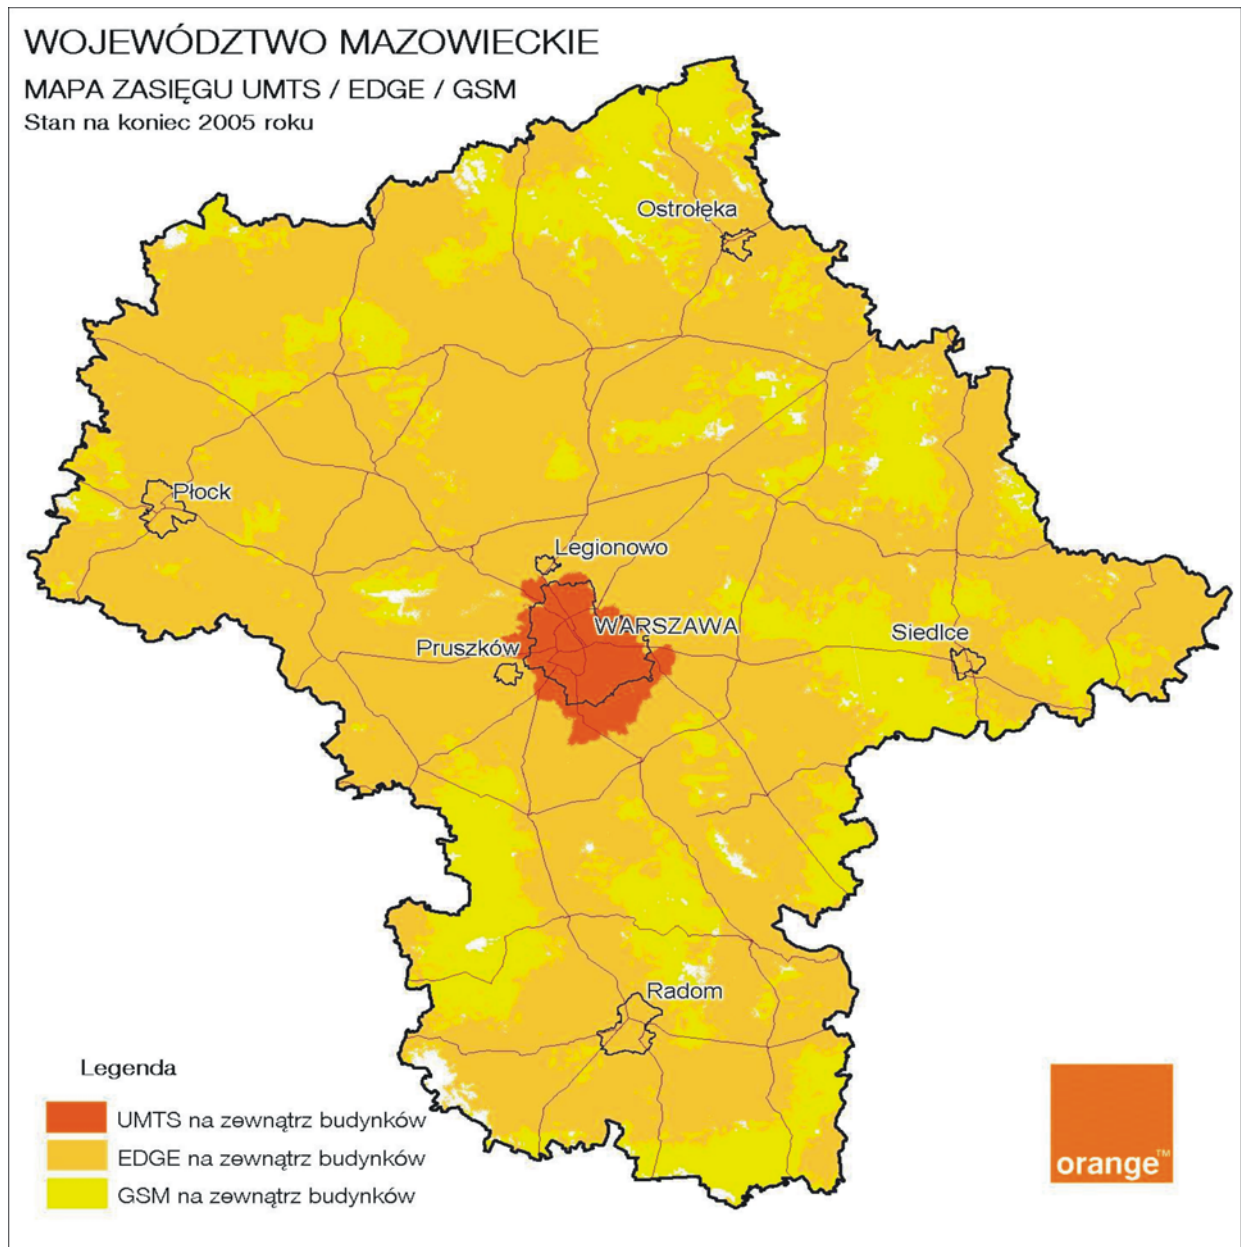 WOJEWÓDZTWO MAZOWIECKIE
MAPA ZASIĘGU UMTS / EDGE / GSM
Stan na koniec 2005 roku
Ostrołęka
Płock
Legionowo
WARSZAWA
Pruszków
Siedlce
Radom
Legenda
UMTS na zewnątrz budynków
EDGE na zewnątrz budynków
GSM na zewnątrz budynków
orange™